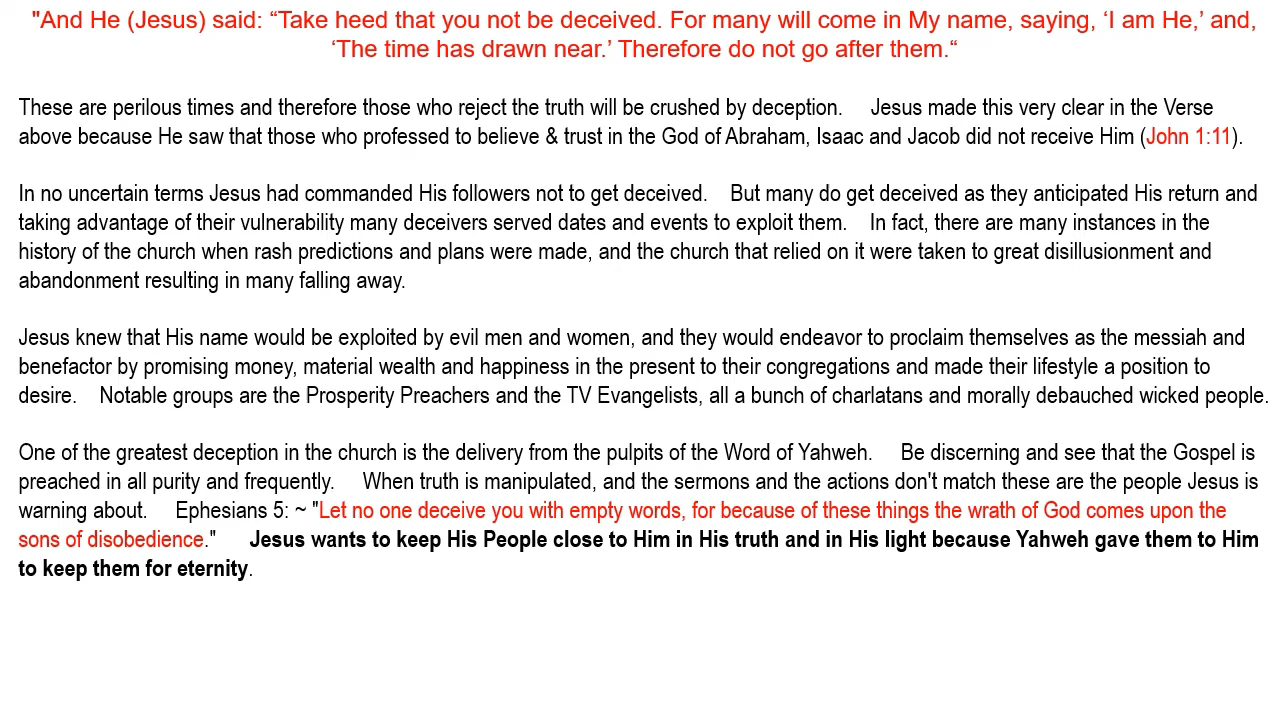 "And He (Jesus) said: “Take heed that you not be deceived. For many will come in My name, saying, ‘I am He,’ and,
‘The time has drawn near.’ Therefore do not go after them.“
These are perilous times and therefore those who reject the truth will be crushed by deception. Jesus made this very clear in the Verse
above because He saw that those who professed to believe & trust in the God of Abraham, Isaac and Jacob did not receive Him (John 1:11).
In no uncertain terms Jesus had commanded His followers not to get deceived. But many do get deceived as they anticipated His return and
taking advantage of their vulnerability many deceivers served dates and events to exploit them. In fact, there are many instances in the
history of the church when rash predictions and plans were made, and the church that relied on it were taken to great disillusionment and
abandonment resulting in many falling away.
Jesus knew that His name would be exploited by evil men and women, and they would endeavor to proclaim themselves as the messiah and
benefactor by promising money, material wealth and happiness in the present to their congregations and made their lifestyle a position to
desire. Notable groups are the Prosperity Preachers and the TV Evangelists, all a bunch of charlatans and morally debauched wicked people.
One of the greatest deception in the church is the delivery from the pulpits of the Word of Yahweh. Be discerning and see that the Gospel is
preached in all purity and frequently. When truth is manipulated, and the sermons and the actions don't match these are the people Jesus is
warning about. Ephesians 5: ~ "Let no one deceive you with empty words, for because of these things the wrath of God comes upon the
sons of disobedience." Jesus wants to keep His People close to Him in His truth and in His light because Yahweh gave them to Him
to keep them for eternity.